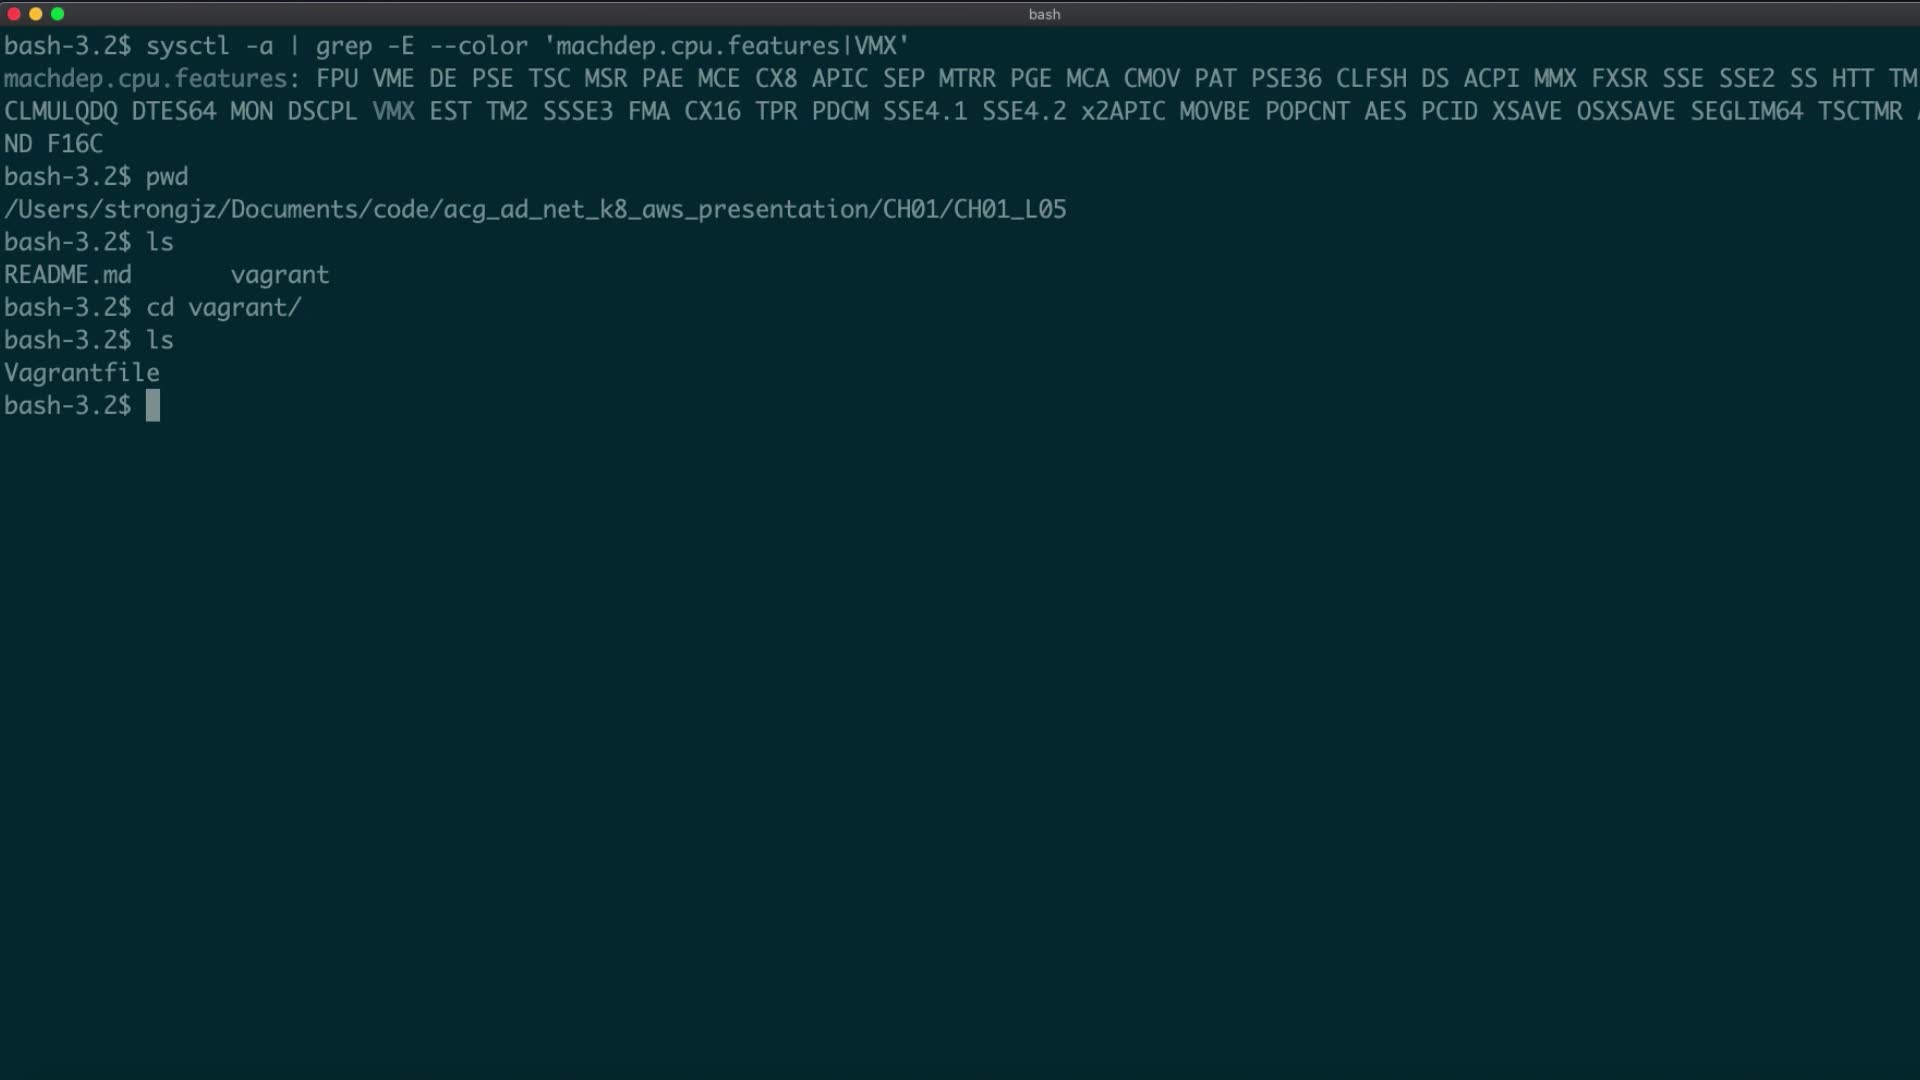 bash
bash-3.2$ sysctl -a | grep -E --color 'machdep.cpu.features|VMX'
machdep.cpu.features: FPU VME DE PSE TSC MSR PAE MCE CX8 APIC SEP MTRR PGE MCA CMOV PAT PSE36 CLFSH DS ACPI MMX FXSR SSE SSE2 SS HTT TM
CLMULQDQ DTES64 MON DSCPL VMX EST TM2 SSSE3 FMA CX16 TPR PDCM SSE4.1 SSE4.2 x2APIC MOVBE POPCNT AES PCID XSAVE OSXSAVE SEGLIM64 TSCTMR
ND F16C
bash-3.2$ pwd
/Users/strongjz/Documents/code/acg_ad_net_k8_aws_presentation/CH01/CH01_L05
bash-3.2$ ls
README.md vagrant
bash-3.2$ cd vagrant/
bash-3.2$ ls
Vagrantfile
bash-3.2$